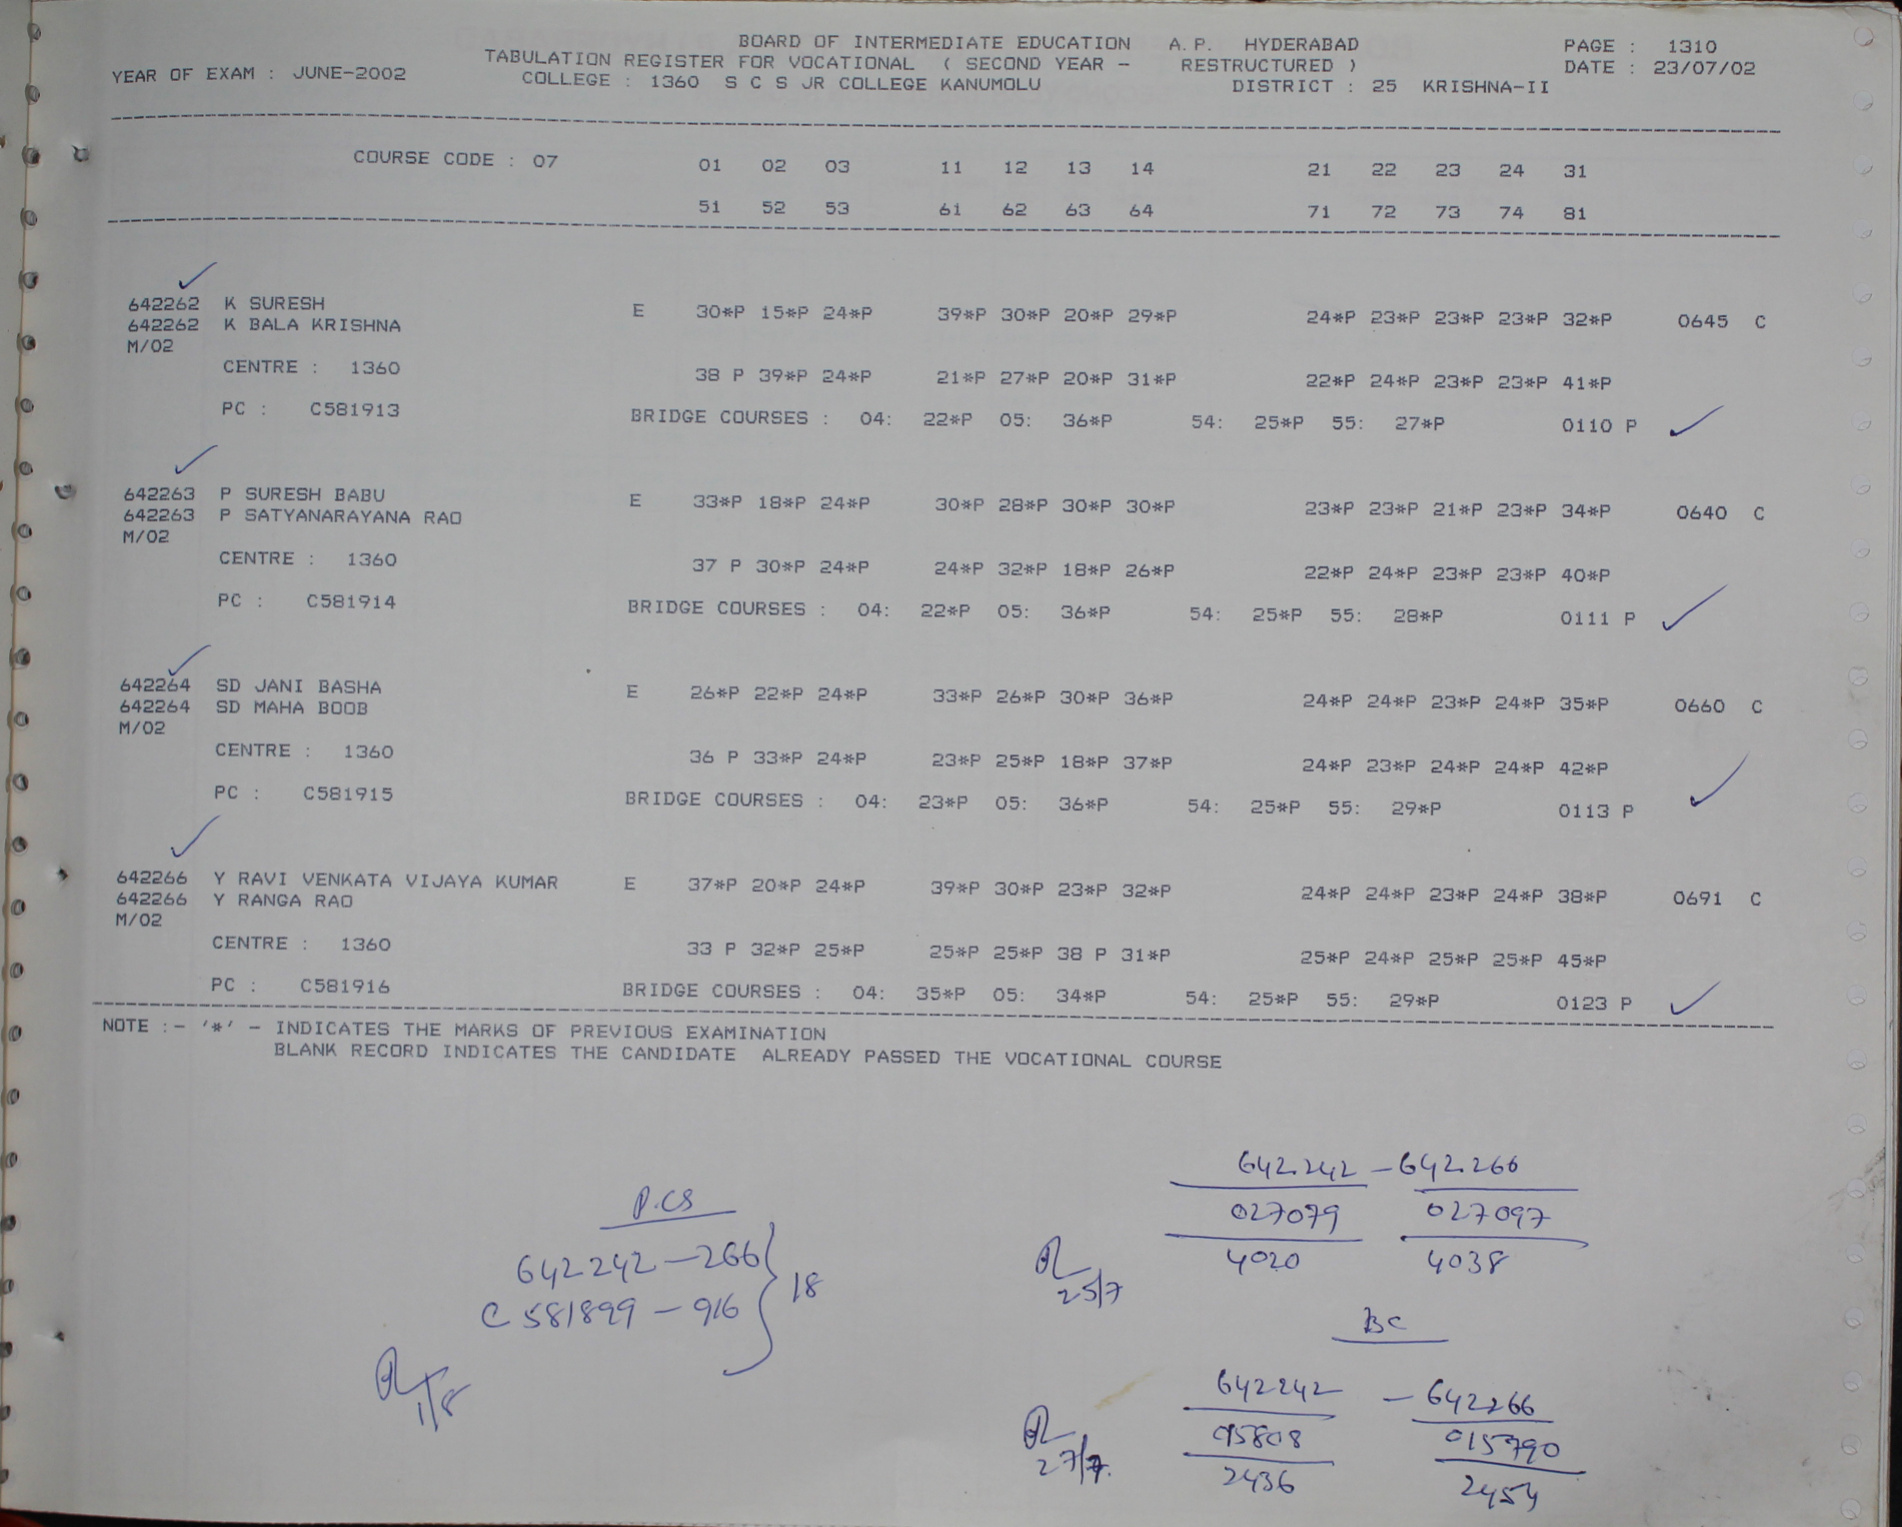 BOARD OF INTERMEDIATE EDUCATION A.P. HYDERABAD PAGE : 1310
TABULATION REGISTER FOR VOCATIONAL ( SECOND YEAR - RESTRUCTURED ) DATE : 23/07/02
YEAR OF EXAM : JUNE-2002 COLLEGE : 1360 S C S JR COLLEGE KANUMOLU DISTRICT : 25 KRISHNA-II
COURSE CODE : 07 01 02 03 11 12 13 14 21 22 23 24 31
51 52 53 61 62 63 64 71 72 73 74 81
642262 K SURESH E 30*P 15*P 24*P 39*P 30*P 20*P 29*P 24*P 23*P 23*P 23*P 32*P 0645 C
642262 K BALA KRISHNA
M/02
CENTRE : 1360 38 P 39*P 24*P 21*P 27*P 20*P 31*P 22*P 24*P 23*P 23*P 41*P
PC : C581913 BRIDGE COURSES : 04: 22*P 05: 36*P 54: 25*P 55: 27*P 0110 P
642263 P SURESH BABU E 33*P 18*P 24*P 30*P 28*P 30*P 30*P 23*P 23*P 21*P 23*P 34*P 0640 C
642263 P SATYANARAYANA RAO
M/02
CENTRE : 1360 37 P 30*P 24*P 24*P 32*P 18*P 26*P 22*P 24*P 23*P 23*P 40*P
PC : C581914 BRIDGE COURSES : 04: 22*P 05: 36*P 54: 25*P 55: 28*P 0111 P
642264 SD JANI BASHA E 26*P 22*P 24*P 33*P 26*P 30*P 36*P 24*P 24*P 23*P 24*P 35*P 0660 C
642264 SD MAHA BOOB
M/02
CENTRE : 1360 36 P 33*P 24*P 23*P 25*P 18*P 37*P 24*P 23*P 24*P 24*P 42*P
PC : C581915 BRIDGE COURSES : 04: 23*P 05: 36*P 54: 25*P 55: 29*P 0113 P
642266 Y RAVI VENKATA VIJAYA KUMAR E 37*P 20*P 24*P 39*P 30*P 23*P 32*P 24*P 24*P 23*P 24*P 38*P 0691 C
642266 Y RANGA RAO
M/02
CENTRE : 1360 33 P 32*P 25*P 25*P 25*P 38 P 31*P 25*P 24*P 25*P 25*P 45*P
PC : C581916 BRIDGE COURSES : 04: 35*P 05: 34*P 54: 25*P 55: 29*P 0123 P
NOTE :- '*' - INDICATES THE MARKS OF PREVIOUS EXAMINATION
BLANK RECORD INDICATES THE CANDIDATE ALREADY PASSED THE VOCATIONAL COURSE
P.CS
642242-266
C581899-916 18
1/8
642242 - 642266
027079 027097
4020 4038
25/7
BC
642242 - 642266
015790
2436 2454
27/7